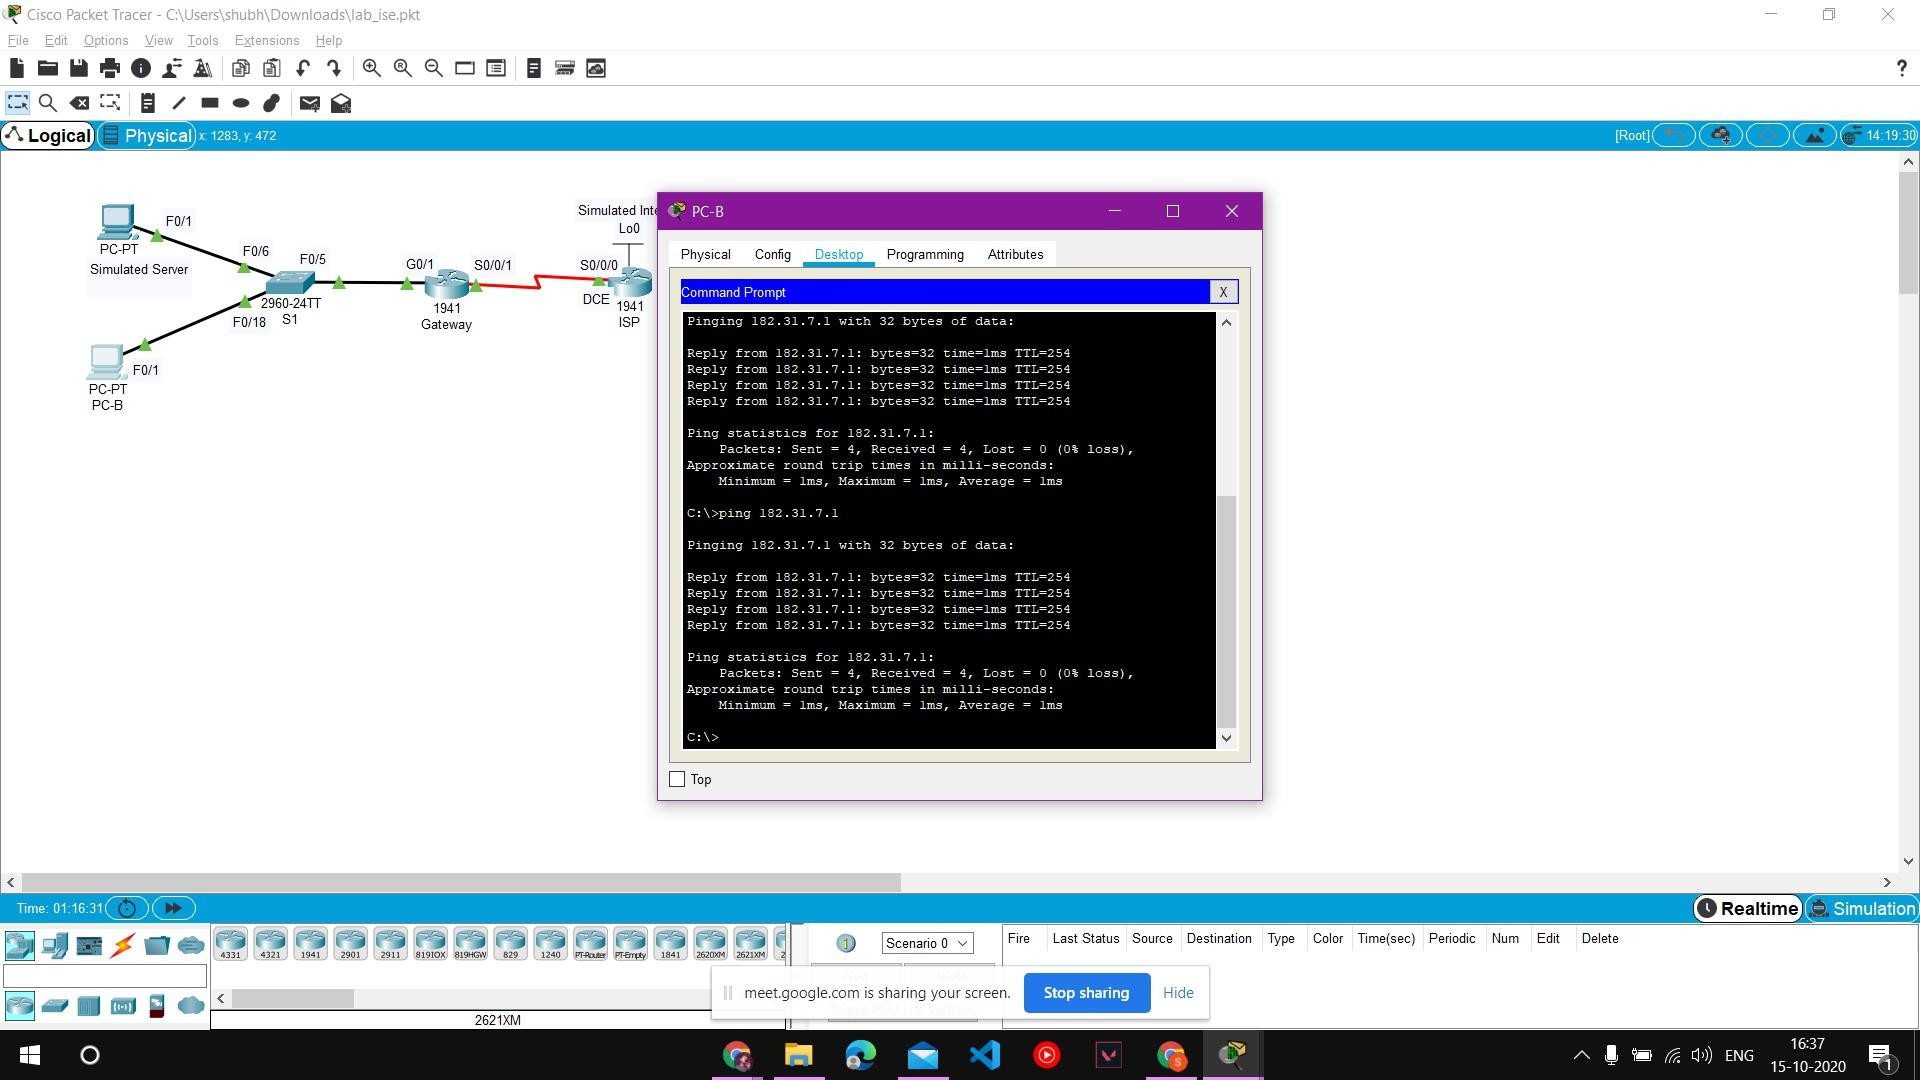 Cisco Packet Tracer - C:\Users\shubh\Downloads\lab_ise.pkt
File Edit Options View Tools Extensions Help
?
Logical Physical x: 1283, y: 472 [Root] 14:19:30
PC-PT
Simulated Server
F0/1
F0/6
F0/5
2960-24TT
S1
F0/18
PC-PT
PC-B
F0/1
G0/1
S0/0/1
1941
Gateway
Simulated Inte
Lo0
S0/0/0
DCE
1941
ISP
PC-B
Physical Config Desktop Programming Attributes
Command Prompt X
Pinging 182.31.7.1 with 32 bytes of data:
Reply from 182.31.7.1: bytes=32 time=1ms TTL=254
Reply from 182.31.7.1: bytes=32 time=1ms TTL=254
Reply from 182.31.7.1: bytes=32 time=1ms TTL=254
Reply from 182.31.7.1: bytes=32 time=1ms TTL=254
Ping statistics for 182.31.7.1:
Packets: Sent = 4, Received = 4, Lost = 0 (0% loss),
Approximate round trip times in milli-seconds:
Minimum = 1ms, Maximum = 1ms, Average = 1ms
C:\>ping 182.31.7.1
Pinging 182.31.7.1 with 32 bytes of data:
Reply from 182.31.7.1: bytes=32 time=1ms TTL=254
Reply from 182.31.7.1: bytes=32 time=1ms TTL=254
Reply from 182.31.7.1: bytes=32 time=1ms TTL=254
Reply from 182.31.7.1: bytes=32 time=1ms TTL=254
Ping statistics for 182.31.7.1:
Packets: Sent = 4, Received = 4, Lost = 0 (0% loss),
Approximate round trip times in milli-seconds:
Minimum = 1ms, Maximum = 1ms, Average = 1ms
C:\>
Top
Time: 01:16:31 Realtime Simulation
4331 4321 1941 2901 2911 819IOX 819HGW 829 1240 PT-Router PT-Empty 1841 2620XM 2621XM 2
1 Scenario 0
Fire Last Status Source Destination Type Color Time(sec) Periodic Num Edit Delete
New Delete
meet.google.com is sharing your screen. Stop sharing Hide
Toggle PDU List Window
2621XM
ENG
16:37
15-10-2020
1